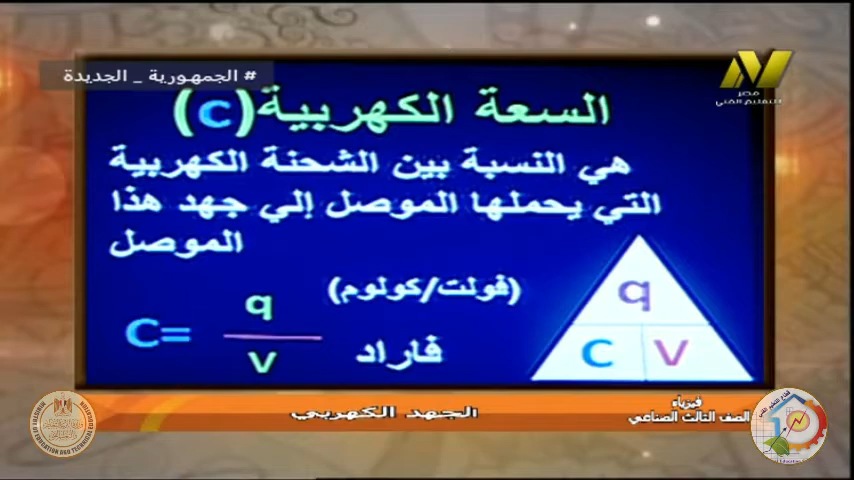 # الجمهورية _ الجديدة
مصر
التعليم الفني
السعة الكهربية(c)
هي النسبة بين الشحنة الكهربية
التي يحملها الموصل إلي جهد هذا
الموصل
(فولت/كولوم)
C= q / v
فاراد
q
C V
الجهد الكهربي
فيزياء
الصف الثالث الصناعي